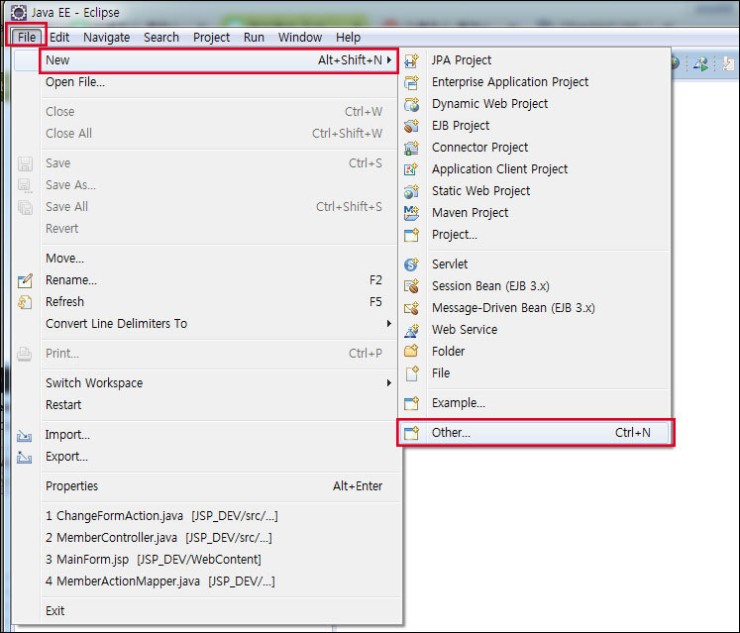 Java EE - Eclipse
File Edit Navigate Search Project Run Window Help
New Alt+Shift+N
Open File...
Close Ctrl+W
Close All Ctrl+Shift+W
Save Ctrl+S
Save As...
Save All Ctrl+Shift+S
Revert
Move...
Rename... F2
Refresh F5
Convert Line Delimiters To
Print... Ctrl+P
Switch Workspace
Restart
Import...
Export...
Properties Alt+Enter
1 ChangeFormAction.java [JSP_DEV/src/...]
2 MemberController.java [JSP_DEV/src/...]
3 MainForm.jsp [JSP_DEV/WebContent]
4 MemberActionMapper.java [JSP_DEV/...]
Exit
JPA Project
Enterprise Application Project
Dynamic Web Project
EJB Project
Connector Project
Application Client Project
Static Web Project
Maven Project
Project...
Servlet
Session Bean (EJB 3.x)
Message-Driven Bean (EJB 3.x)
Web Service
Folder
File
Example...
Other... Ctrl+N